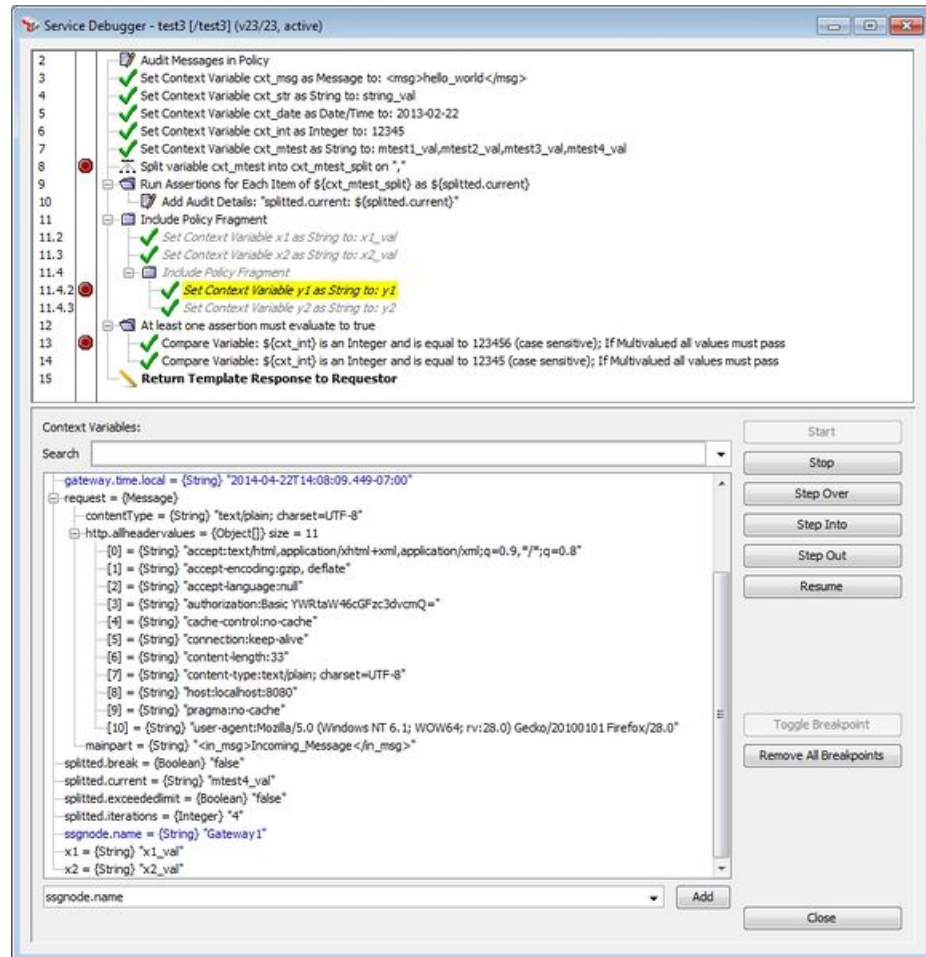 Service Debugger - test3 [/test3] (v23/23, active)
2 Audit Messages in Policy
3 Set Context Variable cxt_msg as Message to: <msg>hello_world</msg>
4 Set Context Variable cxt_str as String to: string_val
5 Set Context Variable cxt_date as Date/Time to: 2013-02-22
6 Set Context Variable cxt_int as Integer to: 12345
7 Set Context Variable cxt_mtest as String to: mtest1_val,mtest2_val,mtest3_val,mtest4_val
8 Split variable cxt_mtest into cxt_mtest_split on ","
9 Run Assertions for Each Item of ${cxt_mtest_split} as ${splitted.current}
10 Add Audit Details: "splitted.current: ${splitted.current}"
11 Include Policy Fragment
11.2 Set Context Variable x1 as String to: x1_val
11.3 Set Context Variable x2 as String to: x2_val
11.4 Include Policy Fragment
11.4.2 Set Context Variable y1 as String to: y1
11.4.3 Set Context Variable y2 as String to: y2
12 At least one assertion must evaluate to true
13 Compare Variable: ${cxt_int} is an Integer and is equal to 123456 (case sensitive); If Multivalued all values must pass
14 Compare Variable: ${cxt_int} is an Integer and is equal to 12345 (case sensitive); If Multivalued all values must pass
15 Return Template Response to Requestor
Context Variables:
Search
gateway.time.local = {String} "2014-04-22T14:08:09.449-07:00"
request = {Message}
contentType = {String} "text/plain; charset=UTF-8"
http.allheadervalues = {Object[]} size = 11
[0] = {String} "accept:text/html,application/xhtml+xml,application/xml;q=0.9,*/*;q=0.8"
[1] = {String} "accept-encoding:gzip, deflate"
[2] = {String} "accept-language:null"
[3] = {String} "authorization:Basic YWRtaW46cGFzc3dvcmQ="
[4] = {String} "cache-control:no-cache"
[5] = {String} "connection:keep-alive"
[6] = {String} "content-length:33"
[7] = {String} "content-type:text/plain; charset=UTF-8"
[8] = {String} "host:localhost:8080"
[9] = {String} "pragma:no-cache"
[10] = {String} "user-agent:Mozilla/5.0 (Windows NT 6.1; WOW64; rv:28.0) Gecko/20100101 Firefox/28.0"
mainpart = {String} "<in_msg>Incoming_Message</in_msg>"
splitted.break = {Boolean} "false"
splitted.current = {String} "mtest4_val"
splitted.exceededlimit = {Boolean} "false"
splitted.iterations = {Integer} "4"
ssgnode.name = {String} "Gateway1"
x1 = {String} "x1_val"
x2 = {String} "x2_val"
ssgnode.name
Add
Start
Stop
Step Over
Step Into
Step Out
Resume
Toggle Breakpoint
Remove All Breakpoints
Close